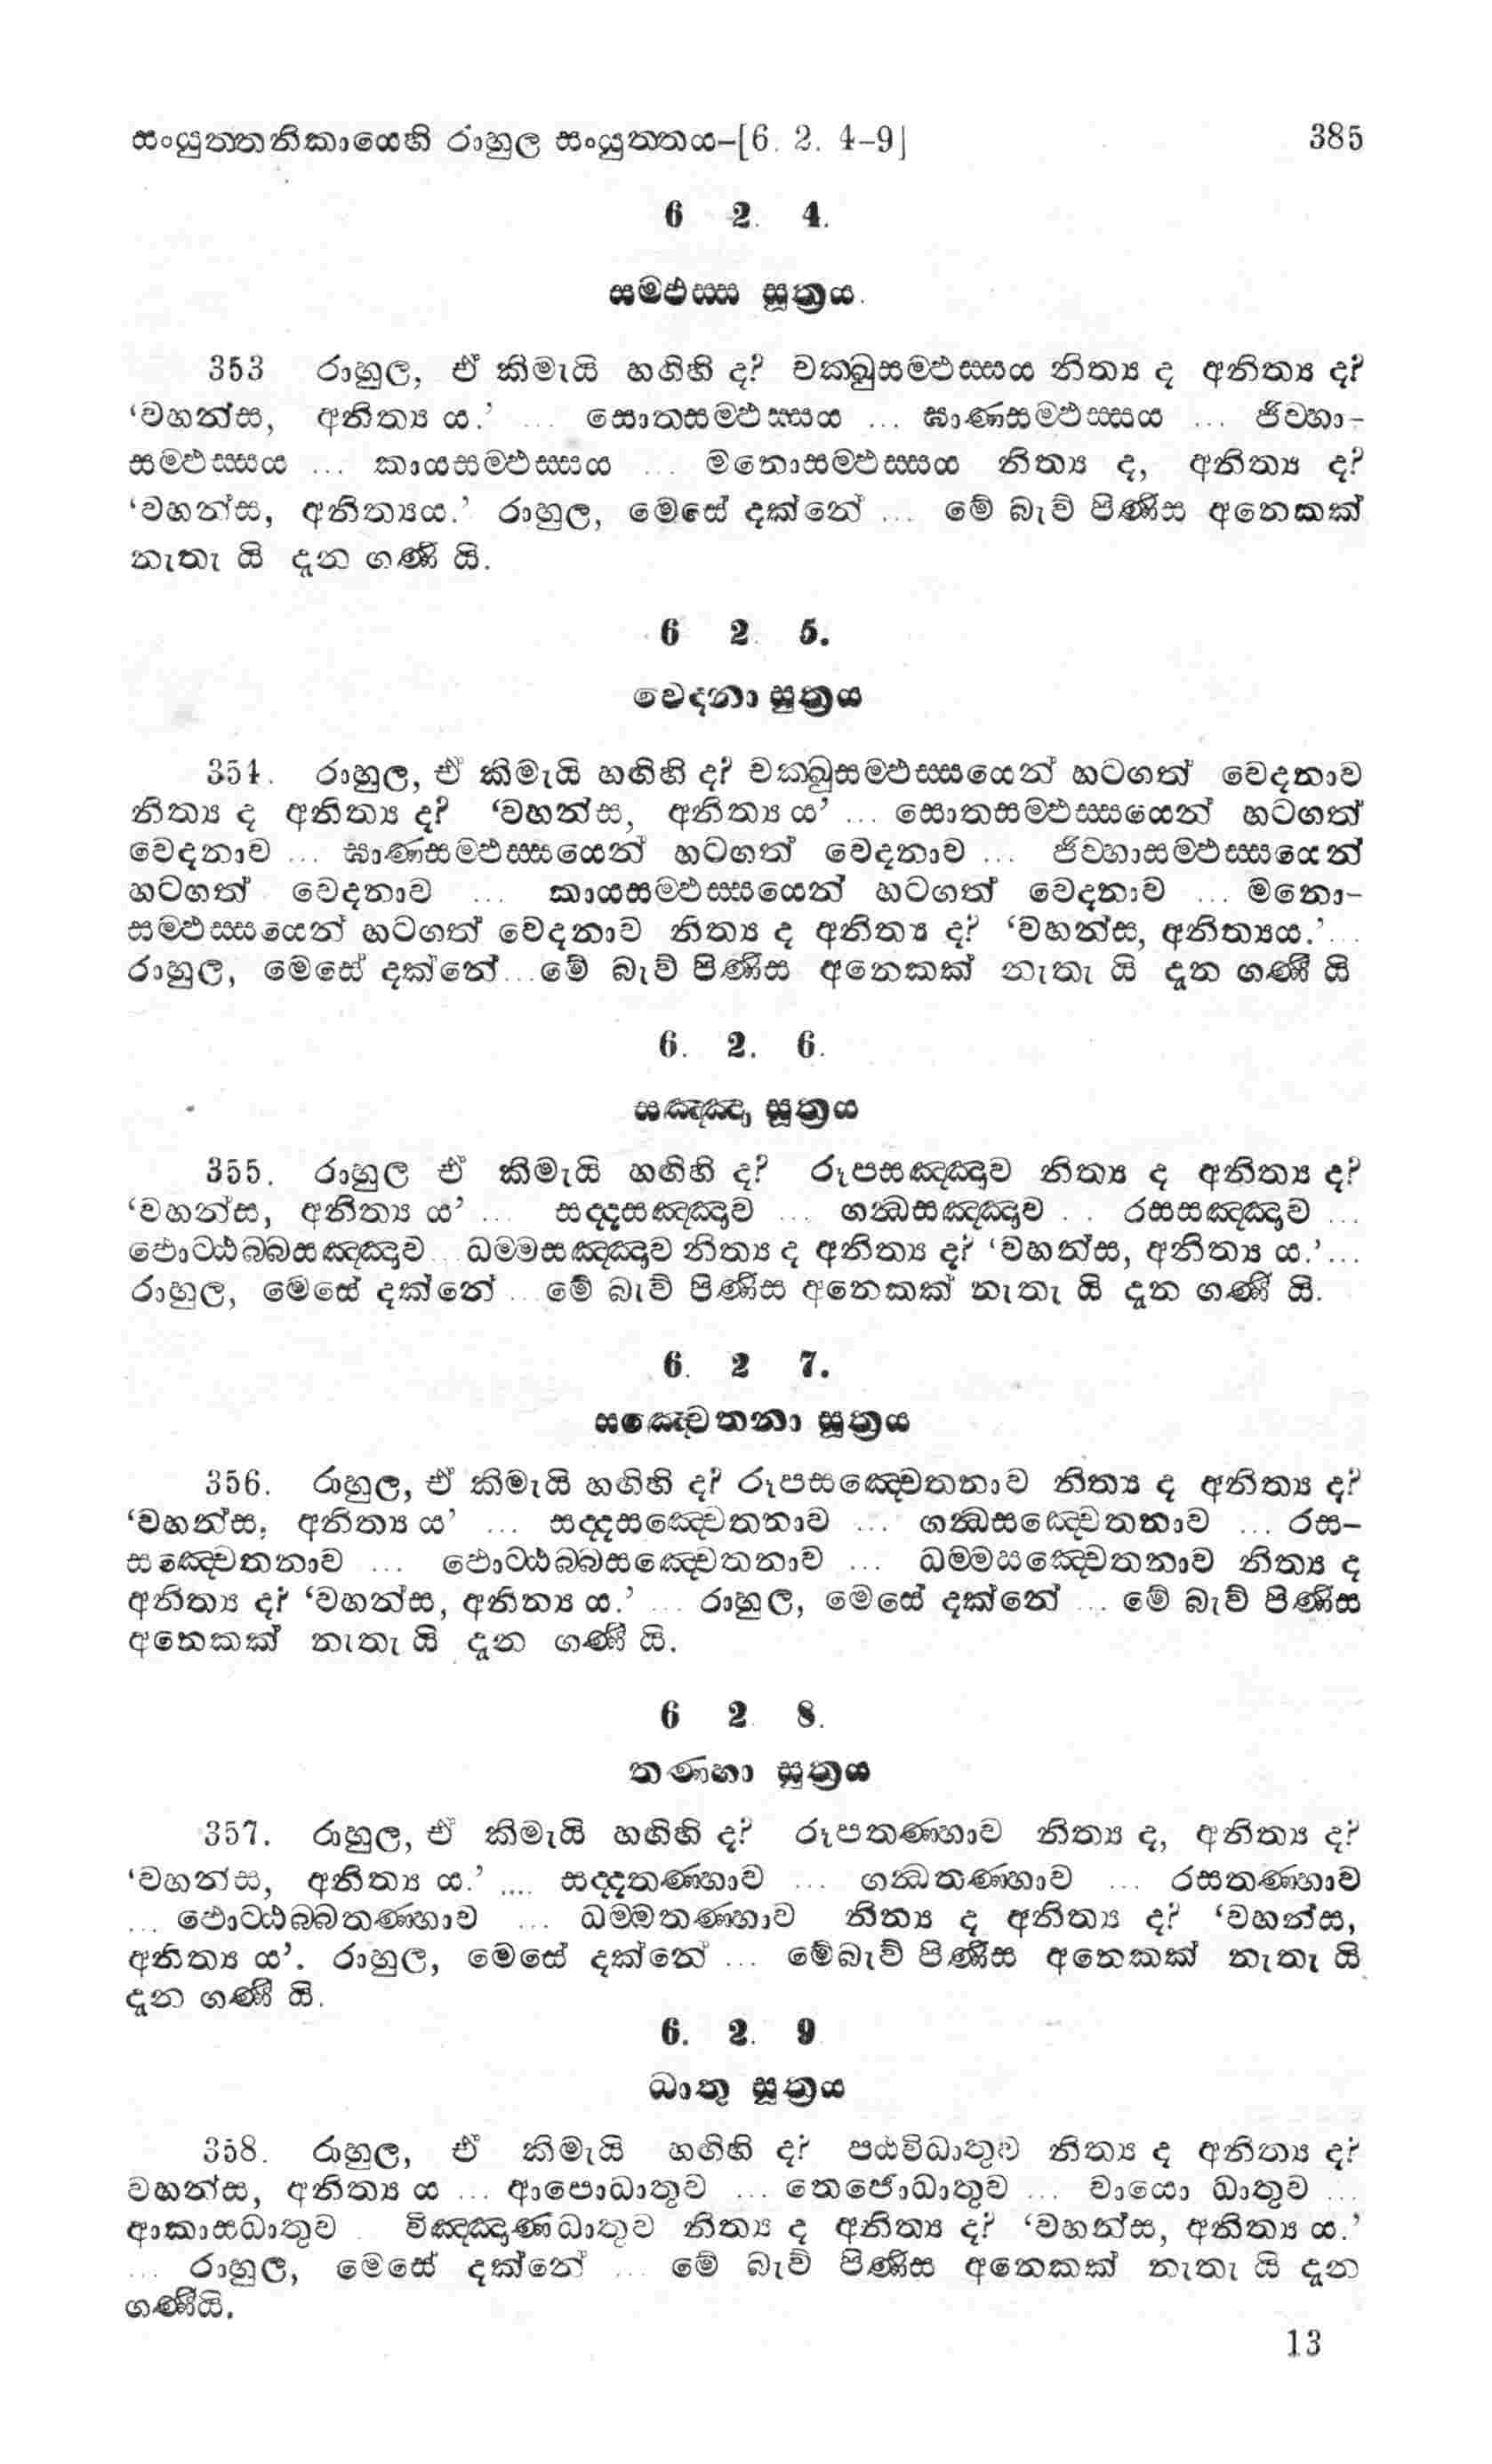 සංයුත්තනිකායෙහි රාහුල සංයුත්තය-[6. 2. 4-9] 385
6 2. 4.
සම්ඵස්ස සූත්‍රය.
353 රාහුල, ඒ කිමැයි හඟිහි ද? චක්ඛුසම්ඵස්සය නිත්‍ය ද අනිත්‍ය ද?
‘වහන්ස, අනිත්‍ය ය.’ ... සොතසම්ඵස්සය ... ඝාණසම්ඵස්සය ... ජිව්හා-
සම්ඵස්සය ... කායසම්ඵස්සය ... මනොසම්ඵස්සය නිත්‍ය ද, අනිත්‍ය ද?
‘වහන්ස, අනිත්‍යය.’ රාහුල, මෙසේ දක්නේ ... මේ බැව් පිණිස අනෙකක්
නැතැ යි දැන ගණී යි.
6 2. 5.
වෙදනා සූත්‍රය
354. රාහුල, ඒ කිමැයි හඟිහි ද? චක්ඛුසම්ඵස්සයෙන් හටගත් වෙදනාව
නිත්‍ය ද අනිත්‍ය ද? ‘වහන්ස, අනිත්‍ය ය’ ... සොතසම්ඵස්සයෙන් හටගත්
වෙදනාව ... ඝාණසම්ඵස්සයෙන් හටගත් වෙදනාව ... ජිව්හාසම්ඵස්සයෙන්
හටගත් වෙදනාව ... කායසම්ඵස්සයෙන් හටගත් වෙදනාව ... මනො-
සම්ඵස්සයෙන් හටගත් වෙදනාව නිත්‍ය ද අනිත්‍ය ද? ‘වහන්ස, අනිත්‍යය.’...
රාහුල, මෙසේ දක්නේ...මේ බැව් පිණිස අනෙකක් නැතැ යි දැන ගණී යි
6. 2. 6.
සඤ්ඤා සූත්‍රය
355. රාහුල ඒ කිමැයි හඟිහි ද? රූපසඤ්ඤාව නිත්‍ය ද අනිත්‍ය ද?
‘වහන්ස, අනිත්‍ය ය’ ... සද්දසඤ්ඤාව ... ගන්ධසඤ්ඤාව . . රසසඤ්ඤාව ...
ඵොට්ඨබ්බසඤ්ඤාව... ධම්මසඤ්ඤාව නිත්‍ය ද අනිත්‍ය ද? ‘වහන්ස, අනිත්‍ය ය.’...
රාහුල, මෙසේ දක්නේ ... මේ බැව් පිණිස අනෙකක් නැතැ යි දැන ගණී යි.
6. 2 7.
සඤ්චෙතනා සූත්‍රය
356. රාහුල, ඒ කිමැයි හඟිහි ද? රූපසඤ්චෙතනාව නිත්‍ය ද අනිත්‍ය ද?
‘වහන්ස, අනිත්‍ය ය’ ... සද්දසඤ්චෙතනාව ... ගන්ධසඤ්චෙතනාව ... රස-
සඤ්චෙතනාව ... ඵොට්ඨබ්බසඤ්චෙතනාව ... ධම්මසඤ්චෙතනාව නිත්‍ය ද
අනිත්‍ය ද? ‘වහන්ස, අනිත්‍ය ය.’ ... රාහුල, මෙසේ දක්නේ ... මේ බැව් පිණිස
අනෙකක් නැතැ යි දැන ගණී යි.
6 2 8.
තණ්හා සූත්‍රය
357. රාහුල, ඒ කිමැයි හඟිහි ද? රූපතණ්හාව නිත්‍ය ද, අනිත්‍ය ද?
‘වහන්ස, අනිත්‍ය ය.’ .... සද්දතණ්හාව ... ගන්ධතණ්හාව ... රසතණ්හාව
... ඵොට්ඨබ්බතණ්හාව ... ධම්මතණ්හාව නිත්‍ය ද අනිත්‍ය ද? ‘වහන්ස,
අනිත්‍ය ය’. රාහුල, මෙසේ දක්නේ ... මේබැව් පිණිස අනෙකක් නැතැ යි
දැන ගණී යි.
6. 2. 9
ධාතු සූත්‍රය
358. රාහුල, ඒ කිමැයි හඟිහි ද? පඨවිධාතුව නිත්‍ය ද අනිත්‍ය ද?
වහන්ස, අනිත්‍ය ය ... ආපොධාතුව ... තෙජොධාතුව ... වායො ධාතුව ...
ආකාසධාතුව . විඤ්ඤාණධාතුව නිත්‍ය ද අනිත්‍ය ද? ‘වහන්ස, අනිත්‍ය ය.’
... රාහුල, මෙසේ දක්නේ ... මේ බැව් පිණිස අනෙකක් නැතැ යි දැන
ගණීයි.
13